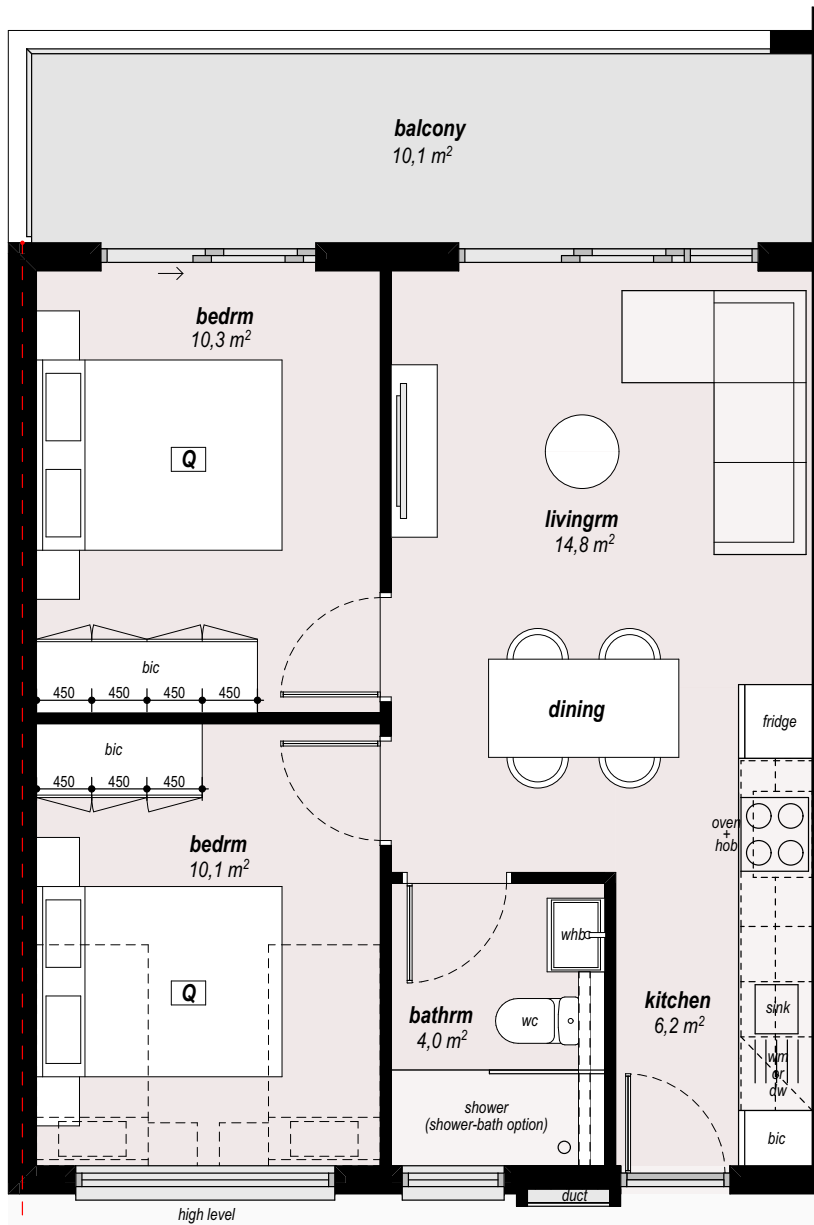 balcony
10,1 m²
bedrm
10,3 m²
Q
livingrm
14,8 m²
bic
450 450 450 450
dining
fridge
bic
450 450 450
oven
+
hob
bedrm
10,1 m²
whb
Q
bathrm
4,0 m²
wc
kitchen
6,2 m²
sink
wm
or
dw
shower
(shower-bath option)
bic
duct
high level